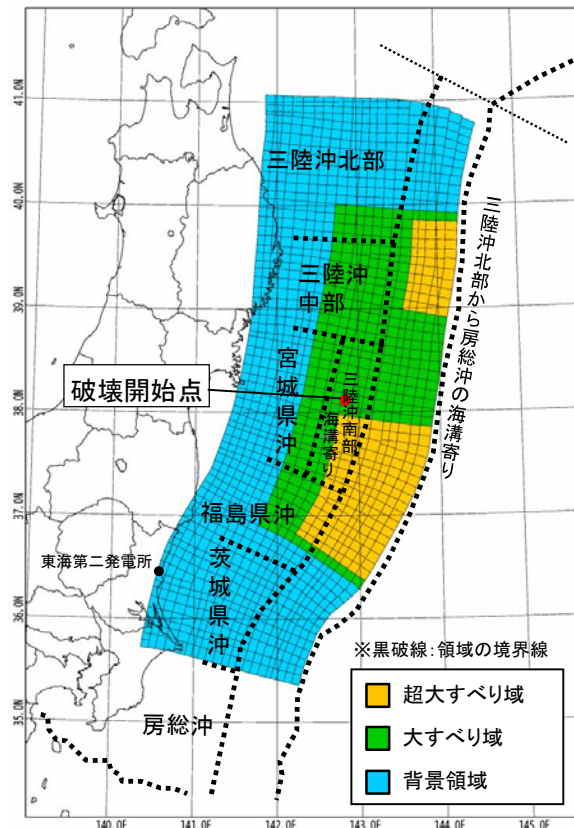 41.0N
40.0N
39.0N
38.0N
37.0N
36.0N
35.0N
三陸沖北部
三陸沖
中部
宮城県沖
三陸沖南部
海溝寄り
三陸沖北部から房総沖の海溝寄り
破壊開始点
福島県沖
東海第二発電所
茨城県沖
房総沖
※黒破線:領域の境界線
超大すべり域
大すべり域
背景領域
140.0E
141.0E
142.0E
143.0E
144.0E
145.0E